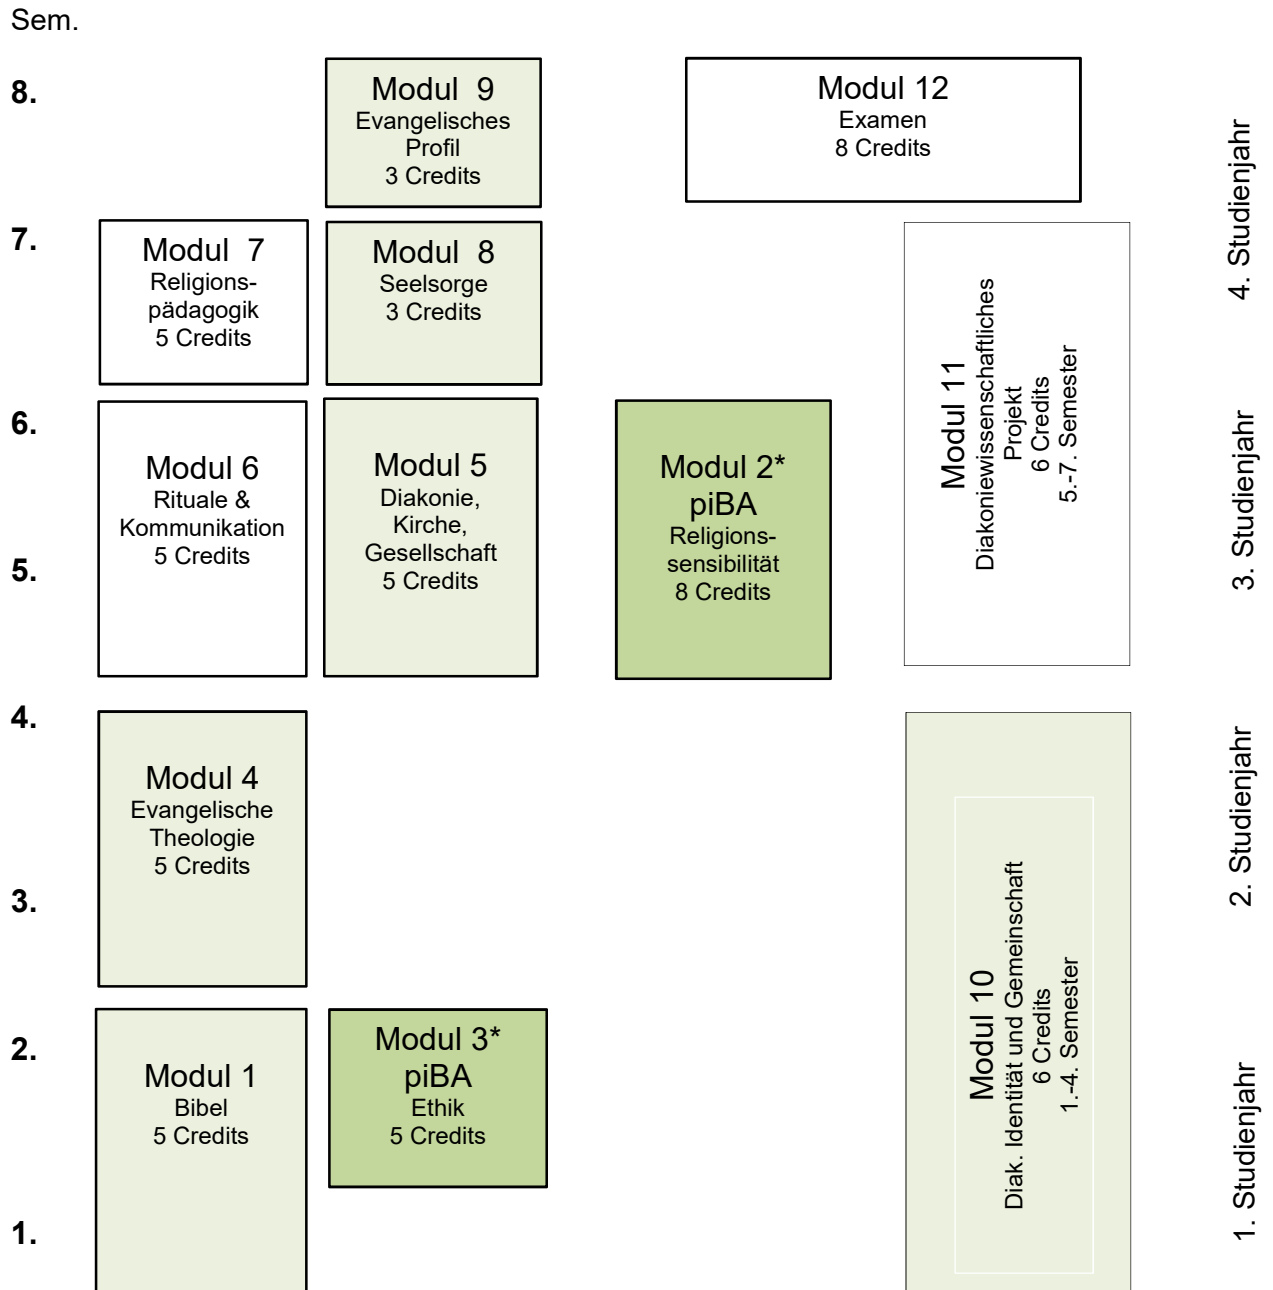 Sem.
8.
Modul 9
Evangelisches
Profil
3 Credits
Modul 12
Examen
8 Credits
4. Studienjahr
7.
Modul 7
Religions-
pädagogik
5 Credits
Modul 8
Seelsorge
3 Credits
Modul 11
Diakoniewissenschaftliches
Projekt
6 Credits
5.-7. Semester
6.
Modul 6
Rituale &
Kommunikation
5 Credits
Modul 5
Diakonie,
Kirche,
Gesellschaft
5 Credits
Modul 2*
piBA
Religions-
sensibilität
8 Credits
3. Studienjahr
5.
4.
Modul 4
Evangelische
Theologie
5 Credits
2. Studienjahr
3.
Modul 10
Diak. Identität und Gemeinschaft
6 Credits
1.-4. Semester
2.
Modul 1
Bibel
5 Credits
Modul 3*
piBA
Ethik
5 Credits
1. Studienjahr
1.